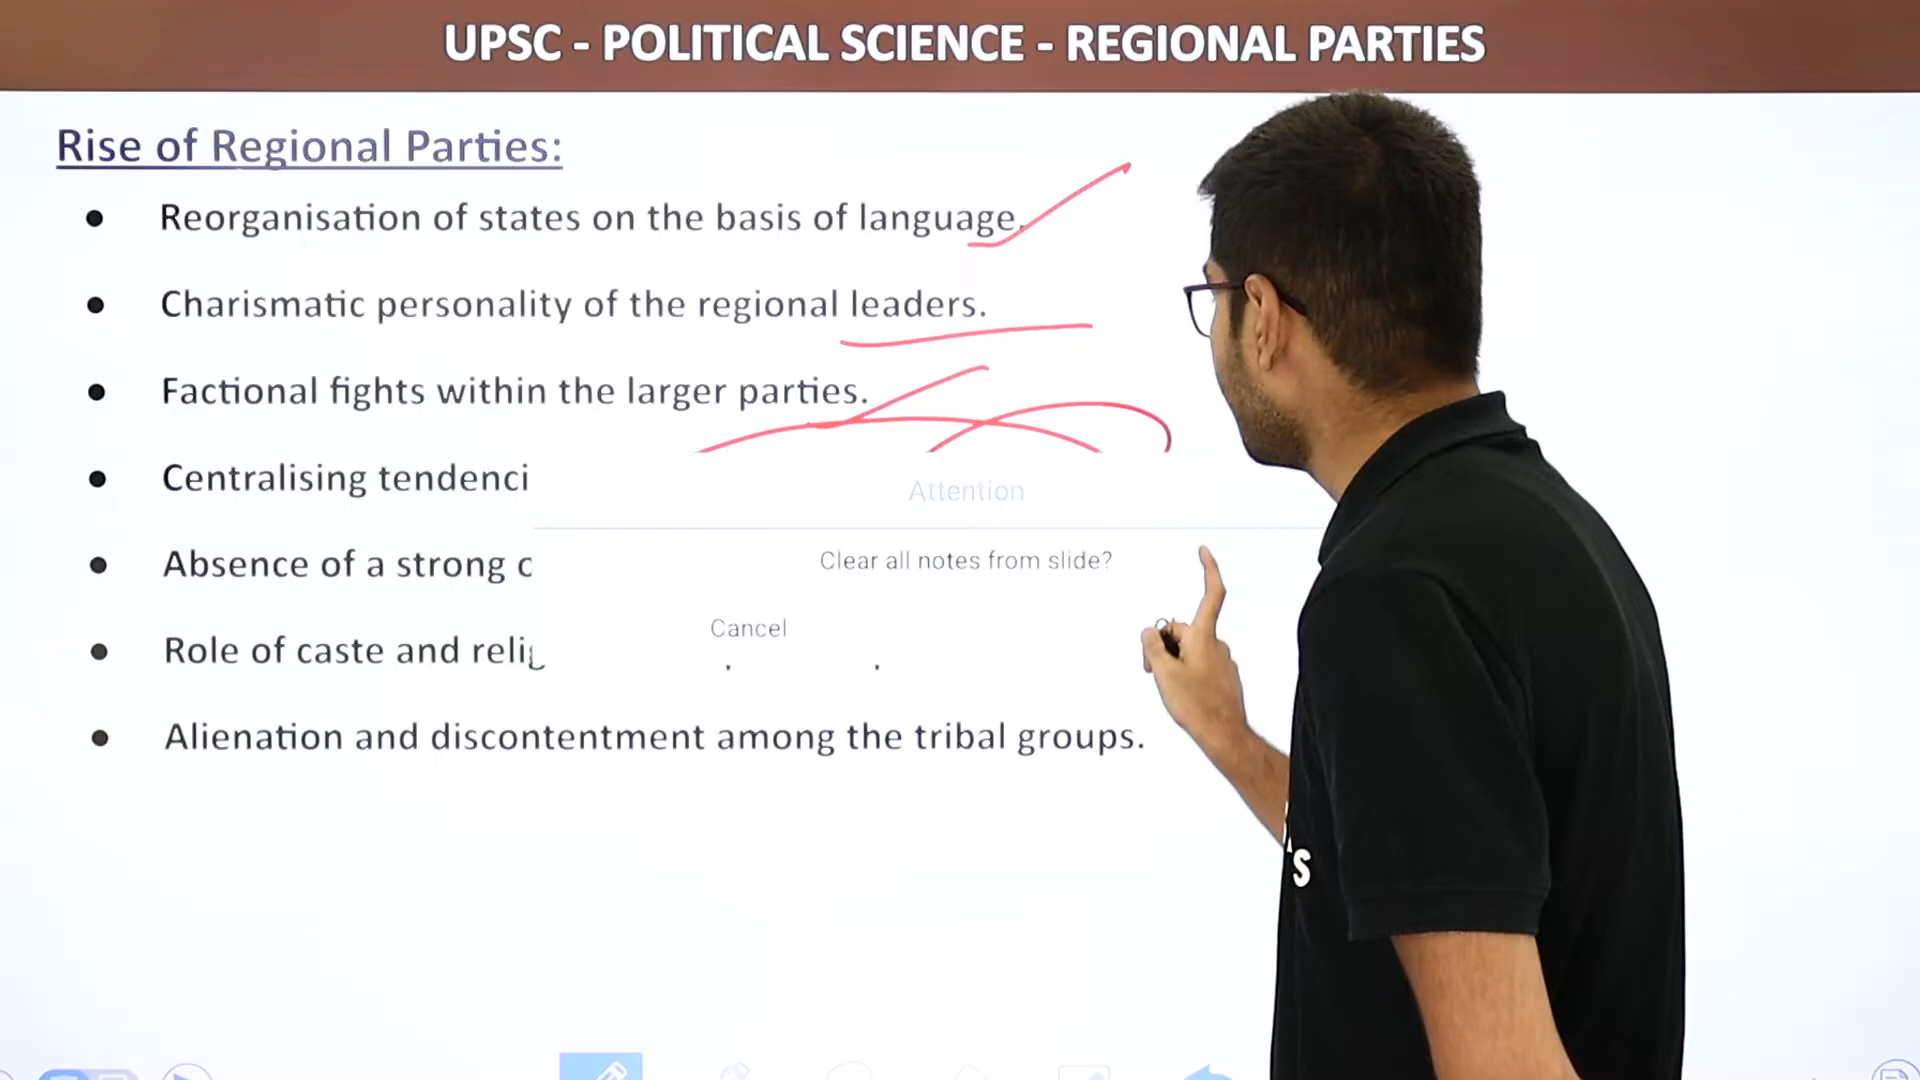 UPSC - POLITICAL SCIENCE - REGIONAL PARTIES
Rise of Regional Parties:
● Reorganisation of states on the basis of language.
● Charismatic personality of the regional leaders.
● Factional fights within the larger parties.
● Centralising tendenci
Attention
● Absence of a strong c
Clear all notes from slide?
Cancel
● Role of caste and
● Alienation and discontentment among the tribal groups.
S